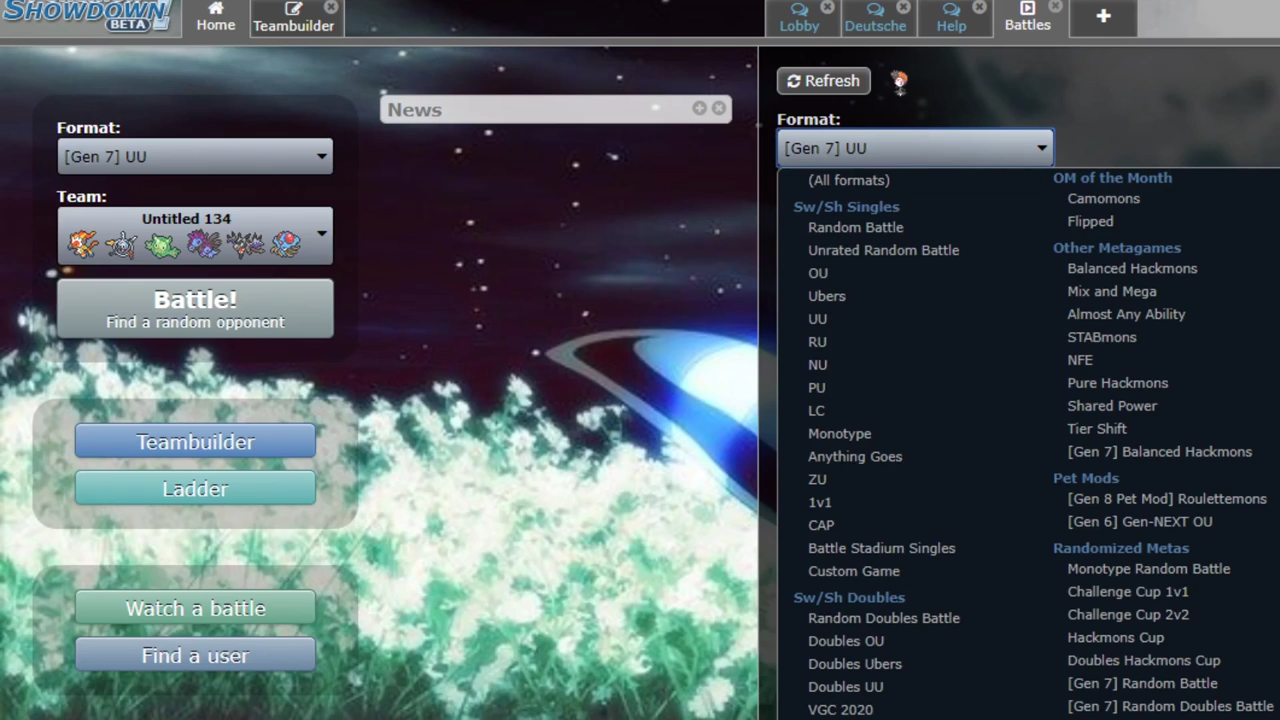 SHOWDOWN
BETA
Home
Teambuilder
Lobby
Deutsche
Help
Battles
+
Format:
[Gen 7] UU
Team:
Untitled 134
Battle!
Find a random opponent
Teambuilder
Ladder
Watch a battle
Find a user
News
Refresh
Format:
[Gen 7] UU
(All formats)
Sw/Sh Singles
Random Battle
Unrated Random Battle
OU
Ubers
UU
RU
NU
PU
LC
Monotype
Anything Goes
ZU
1v1
CAP
Battle Stadium Singles
Custom Game
Sw/Sh Doubles
Random Doubles Battle
Doubles OU
Doubles Ubers
Doubles UU
VGC 2020
OM of the Month
Camomons
Flipped
Other Metagames
Balanced Hackmons
Mix and Mega
Almost Any Ability
STABmons
NFE
Pure Hackmons
Shared Power
Tier Shift
[Gen 7] Balanced Hackmons
Pet Mods
[Gen 8 Pet Mod] Roulettemons
[Gen 6] Gen-NEXT OU
Randomized Metas
Monotype Random Battle
Challenge Cup 1v1
Challenge Cup 2v2
Hackmons Cup
Doubles Hackmons Cup
[Gen 7] Random Battle
[Gen 7] Random Doubles Battle